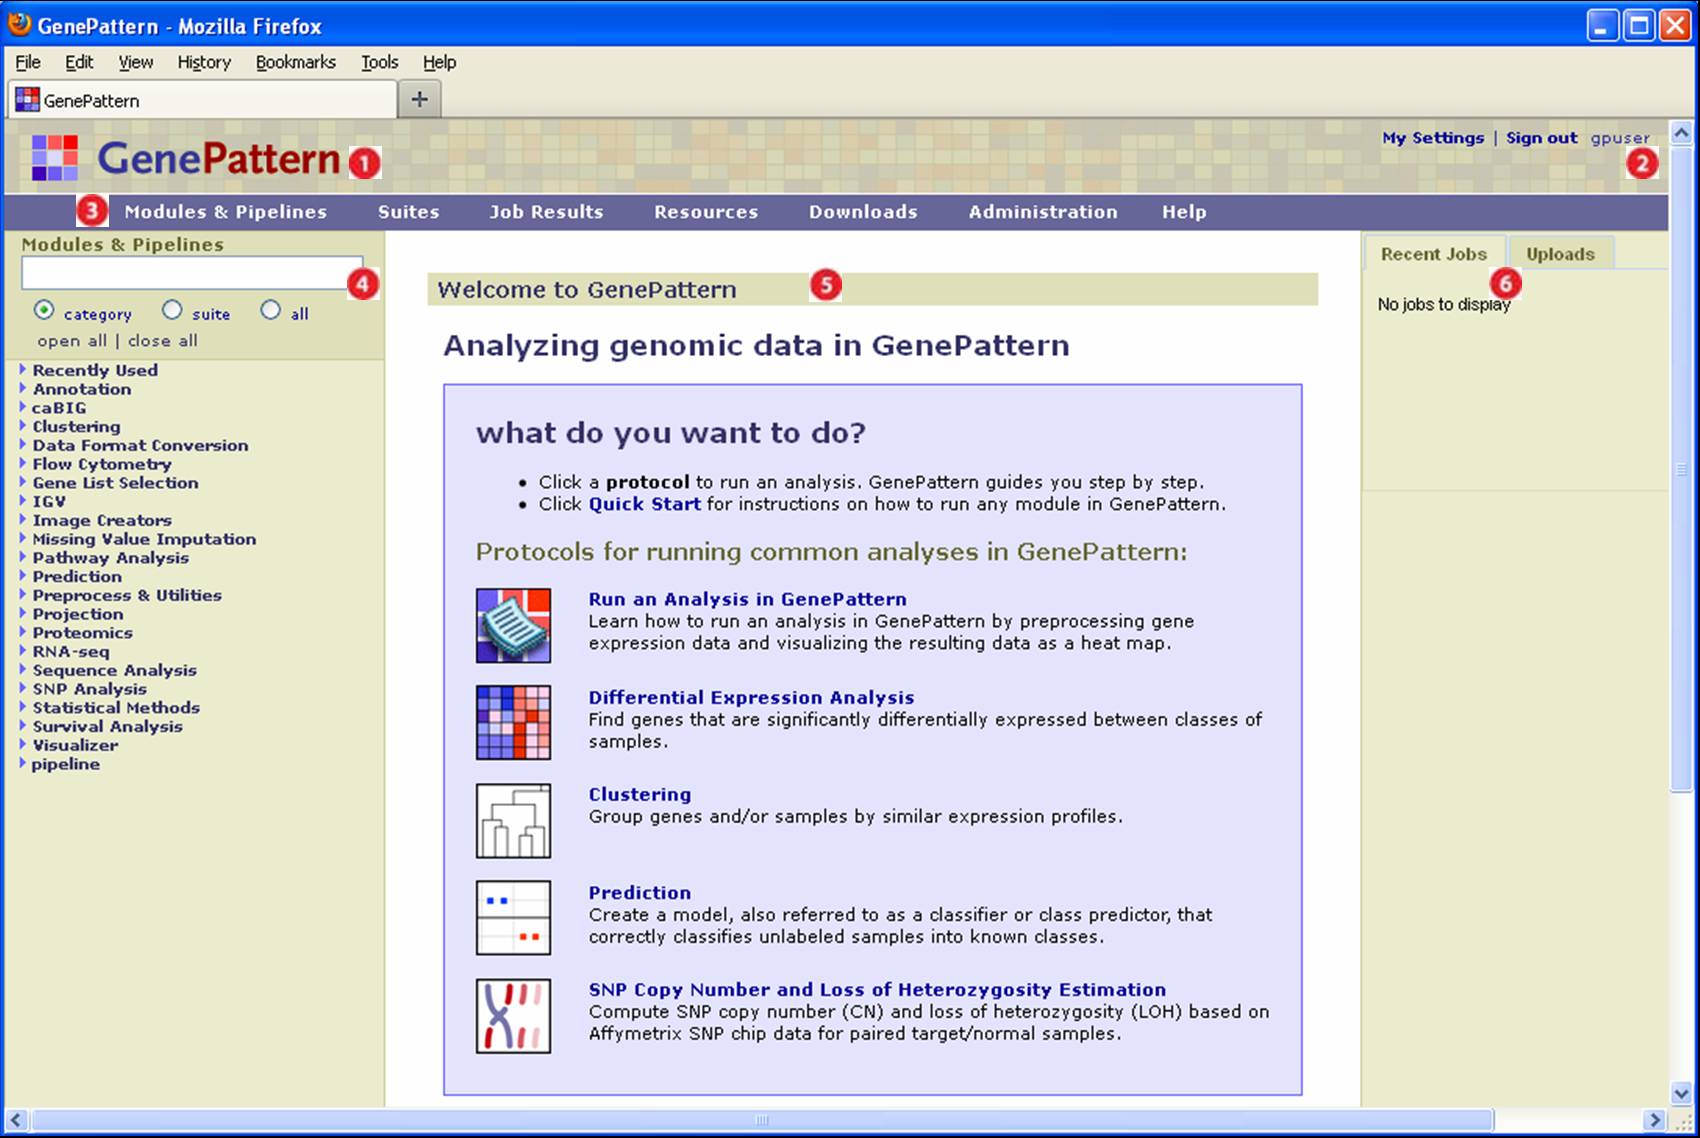 GenePattern - Mozilla Firefox
File Edit View History Bookmarks Tools Help
GenePattern
My Settings | Sign out gpuser
GenePattern 1
2
3 Modules & Pipelines Suites Job Results Resources Downloads Administration Help
Modules & Pipelines
4
category suite all
open all | close all
Recently Used
Annotation
caBIG
Clustering
Data Format Conversion
Flow Cytometry
Gene List Selection
IGV
Image Creators
Missing Value Imputation
Pathway Analysis
Prediction
Preprocess & Utilities
Projection
Proteomics
RNA-seq
Sequence Analysis
SNP Analysis
Statistical Methods
Survival Analysis
Visualizer
pipeline
Welcome to GenePattern 5
Analyzing genomic data in GenePattern
what do you want to do?
• Click a protocol to run an analysis. GenePattern guides you step by step.
• Click Quick Start for instructions on how to run any module in GenePattern.
Protocols for running common analyses in GenePattern:
Run an Analysis in GenePattern
Learn how to run an analysis in GenePattern by preprocessing gene
expression data and visualizing the resulting data as a heat map.
Differential Expression Analysis
Find genes that are significantly differentially expressed between classes of
samples.
Clustering
Group genes and/or samples by similar expression profiles.
Prediction
Create a model, also referred to as a classifier or class predictor, that
correctly classifies unlabeled samples into known classes.
SNP Copy Number and Loss of Heterozygosity Estimation
Compute SNP copy number (CN) and loss of heterozygosity (LOH) based on
Affymetrix SNP chip data for paired target/normal samples.
Recent Jobs Uploads
6
No jobs to display